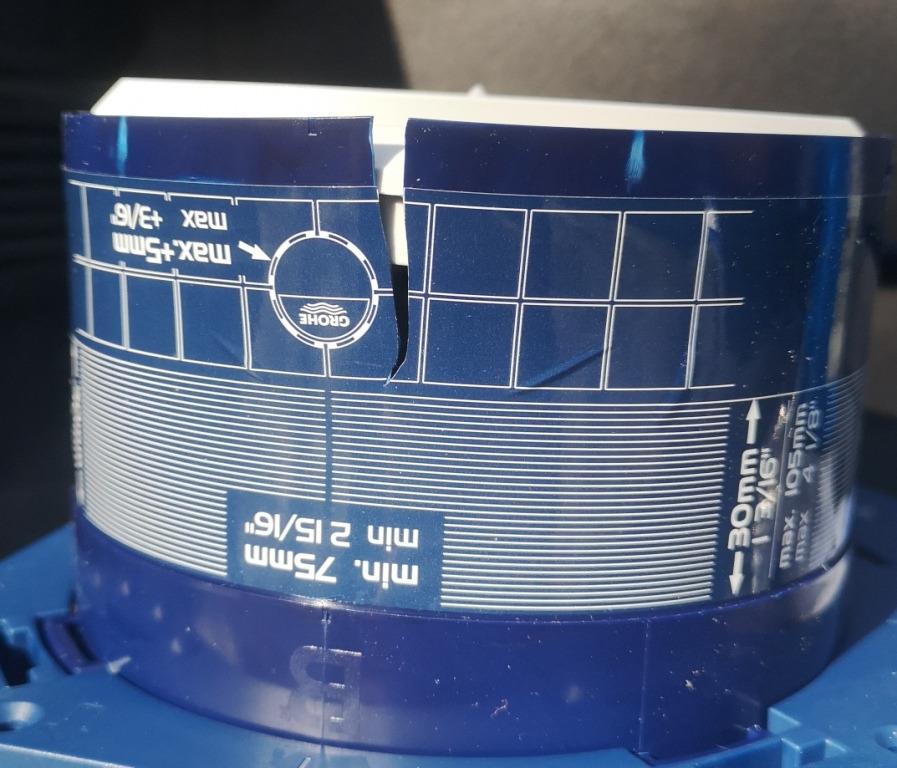 max +3/16"
max.+5mm
GROHE
min. 75mm
min 2 15/16"
30mm
1 3/16"
max. 105mm
max 4 1/8"